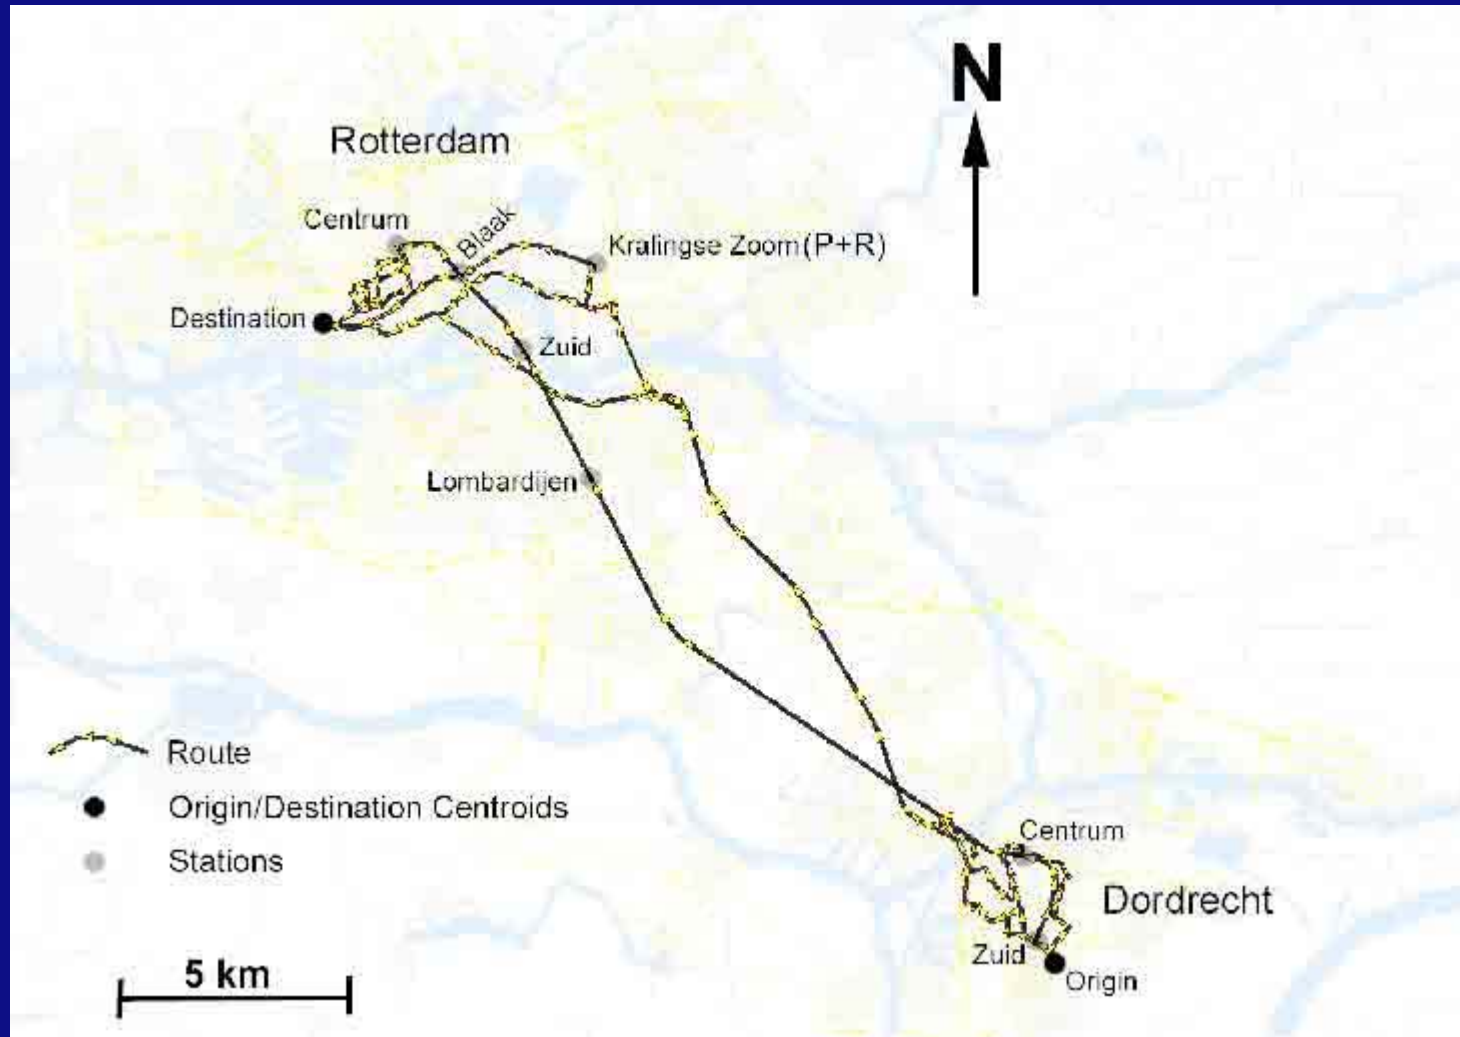 N
Rotterdam
Centrum
Blaak
Kralingse Zoom(P+R)
Destination
Zuid
Lombardijen
Route
Origin/Destination Centroids
Centrum
Stations
Dordrecht
Zuid
5 km
Origin